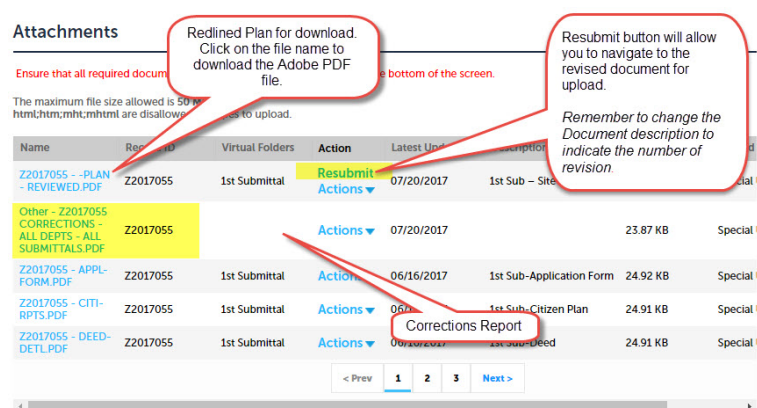 Attachments
Redlined Plan for download.
Click on the file name to
download the Adobe PDF
file.
Resubmit button will allow
you to navigate to the
revised document for
upload.
Remember to change the
Document description to
indicate the number of
revision.
Ensure that all required docum e bottom of the screen.
The maximum file size allowed is 50 M
html;htm;mht;mhtml are disallowe es to upload.
Name Rec ID Virtual Folders Action Latest Upd
Z2017055 - -PLAN
- REVIEWED.PDF Z2017055 1st Submittal Resubmit
Actions 07/20/2017 1st Sub – Site
Other - Z2017055
CORRECTIONS -
ALL DEPTS - ALL
SUBMITTALS.PDF Z2017055 Actions 07/20/2017 23.87 KB Special
Z2017055 - APPL-
FORM.PDF Z2017055 1st Submittal Actions 06/16/2017 1st Sub-Application Form 24.92 KB Special
Z2017055 - CITI-
RPTS.PDF Z2017055 1st Submittal Actions 1st Sub-Citizen Plan 24.91 KB Special
Corrections Report
Z2017055 - DEED-
DETL.PDF Z2017055 1st Submittal Actions 06/16/2017 1st Sub-Deed 24.91 KB Special
< Prev 1 2 3 Next >